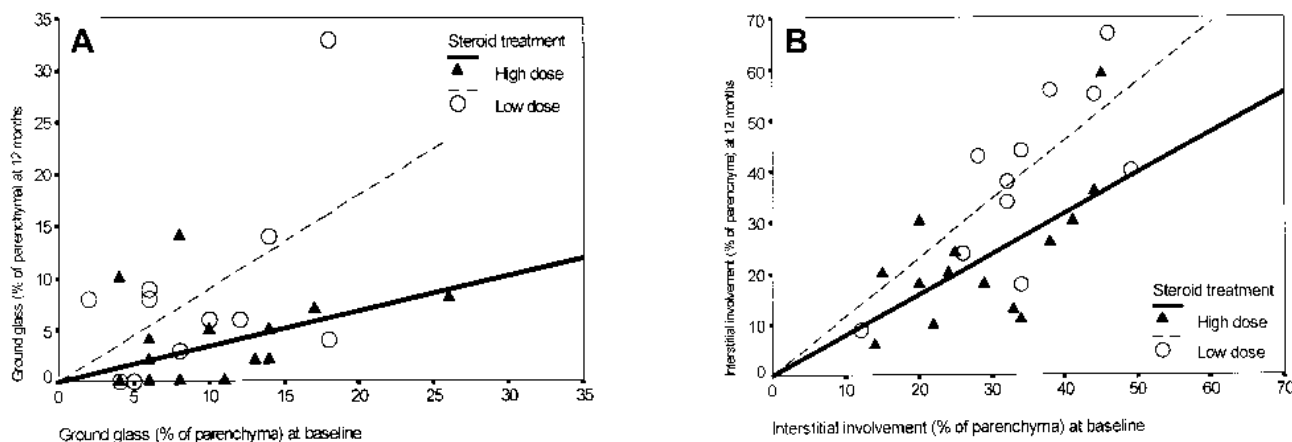 A
Steroid treatment
High dose
Low dose
Ground glass (% of parenchyma) at 12 months
35
30
25
20
15
10
5
0
0 5 10 15 20 25 30 35
Ground glass (% of parenchyma) at baseline
B
Interstitial involvement (% of parenchyma) at 12 months
70
60
50
40
30
20
10
0
Steroid treatment
High dose
Low dose
0 10 20 30 40 50 60 70
Interstitial involvement (% of parenchyma) at baseline